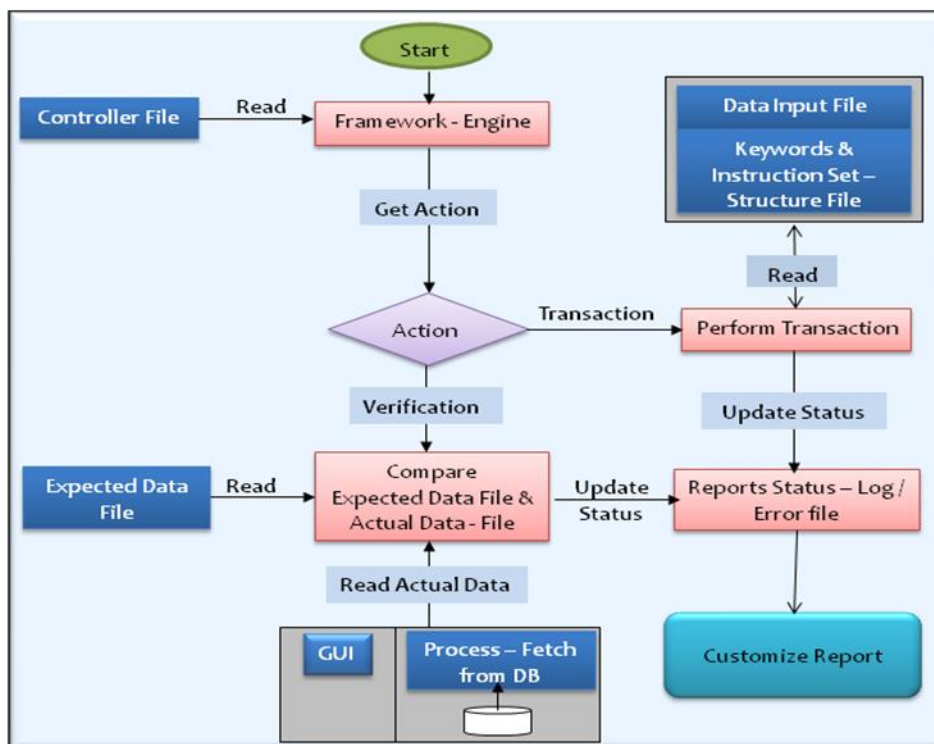 Start
Controller File
Read
Framework - Engine
Data Input File
Keywords &
Instruction Set –
Structure File
Get Action
Read
Action
Transaction
Perform Transaction
Verification
Update Status
Expected Data
File
Read
Compare
Expected Data File &
Actual Data - File
Update
Status
Reports Status – Log /
Error file
Read Actual Data
GUI
Process – Fetch
from DB
Customize Report